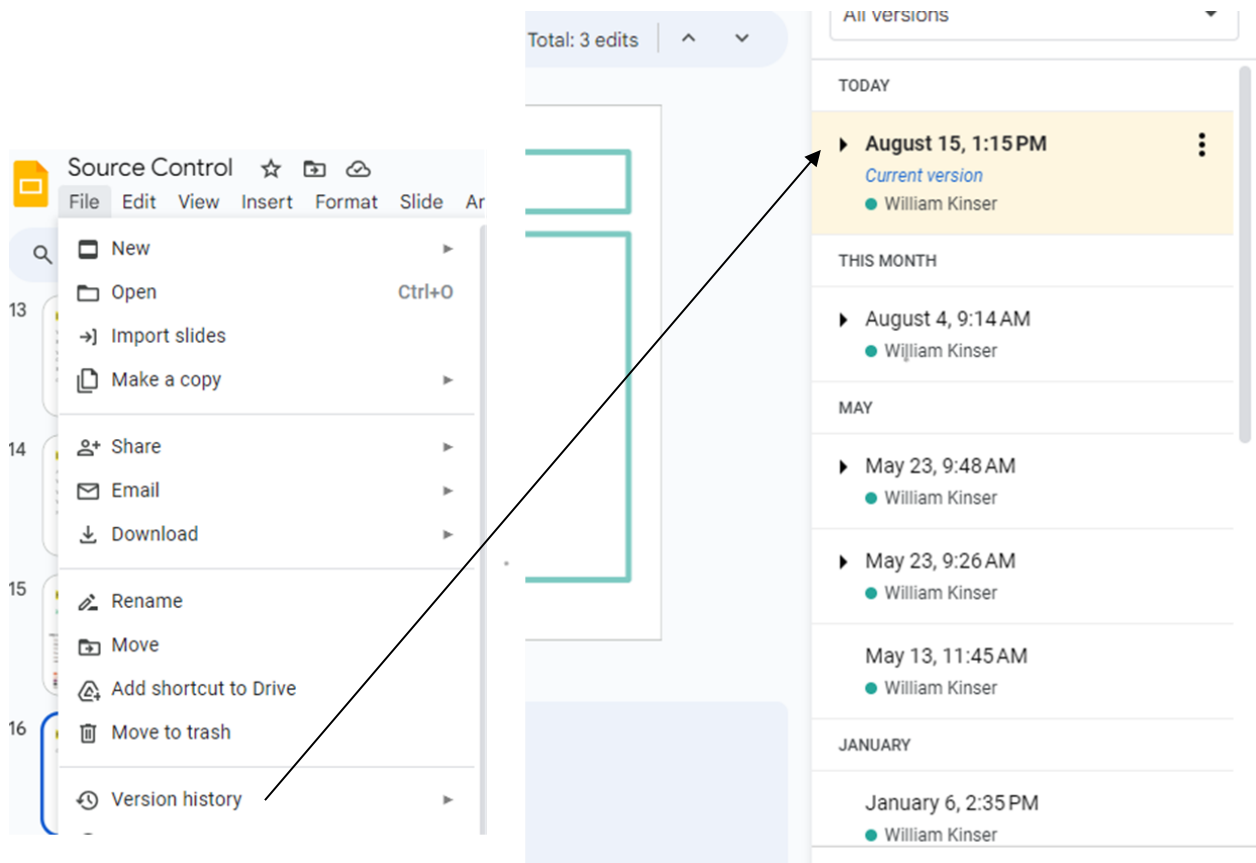 Source Control
File Edit View Insert Format Slide Ar
New
Open Ctrl+O
Import slides
Make a copy
Share
Email
Download
Rename
Move
Add shortcut to Drive
Move to trash
Version history
13
14
15
16
Total: 3 edits
All versions
TODAY
August 15, 1:15 PM
Current version
William Kinser
THIS MONTH
August 4, 9:14 AM
William Kinser
MAY
May 23, 9:48 AM
William Kinser
May 23, 9:26 AM
William Kinser
May 13, 11:45 AM
William Kinser
JANUARY
January 6, 2:35 PM
William Kinser